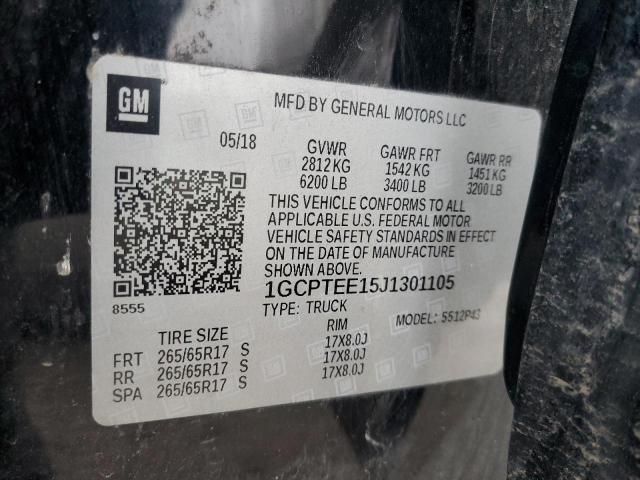 GM
MFD BY GENERAL MOTORS LLC
05/18 GVWR GAWR FRT GAWR RR
2812 KG 1542 KG 1451 KG
6200 LB 3400 LB 3200 LB
THIS VEHICLE CONFORMS TO ALL
APPLICABLE U.S. FEDERAL MOTOR
VEHICLE SAFETY STANDARDS IN EFFECT
ON THE DATE OF MANUFACTURE
SHOWN ABOVE.
8555 1GCPTEE15J1301105
TYPE: TRUCK MODEL: 5512P43
TIRE SIZE RIM
FRT 265/65R17 S 17X8.0J
RR 265/65R17 S 17X8.0J
SPA 265/65R17 S 17X8.0J